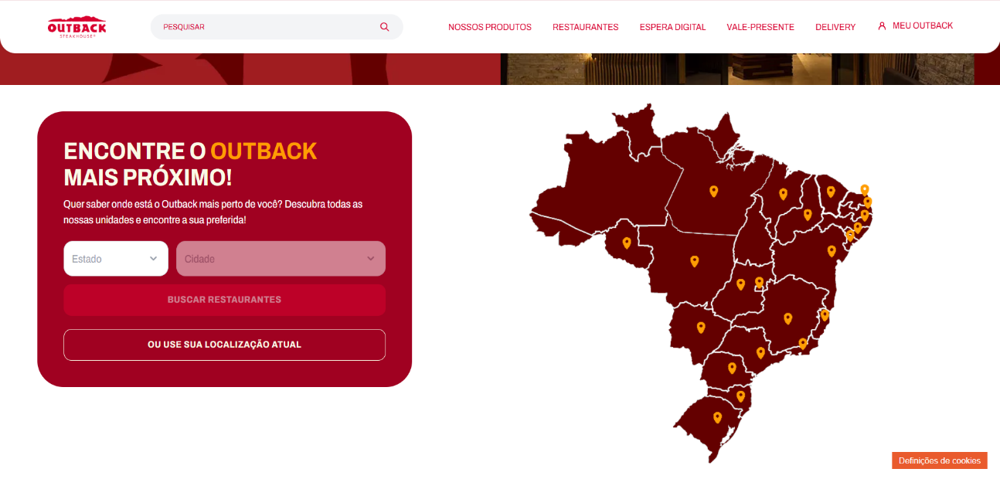 OUTBACK
STEAKHOUSE®
PESQUISAR
NOSSOS PRODUTOS
RESTAURANTES
ESPERA DIGITAL
VALE-PRESENTE
DELIVERY
MEU OUTBACK
ENCONTRE O OUTBACK
MAIS PRÓXIMO!
Quer saber onde está o Outback mais perto de você? Descubra todas as
nossas unidades e encontre a sua preferida!
Estado
Cidade
BUSCAR RESTAURANTES
OU USE SUA LOCALIZAÇÃO ATUAL
Definições de cookies